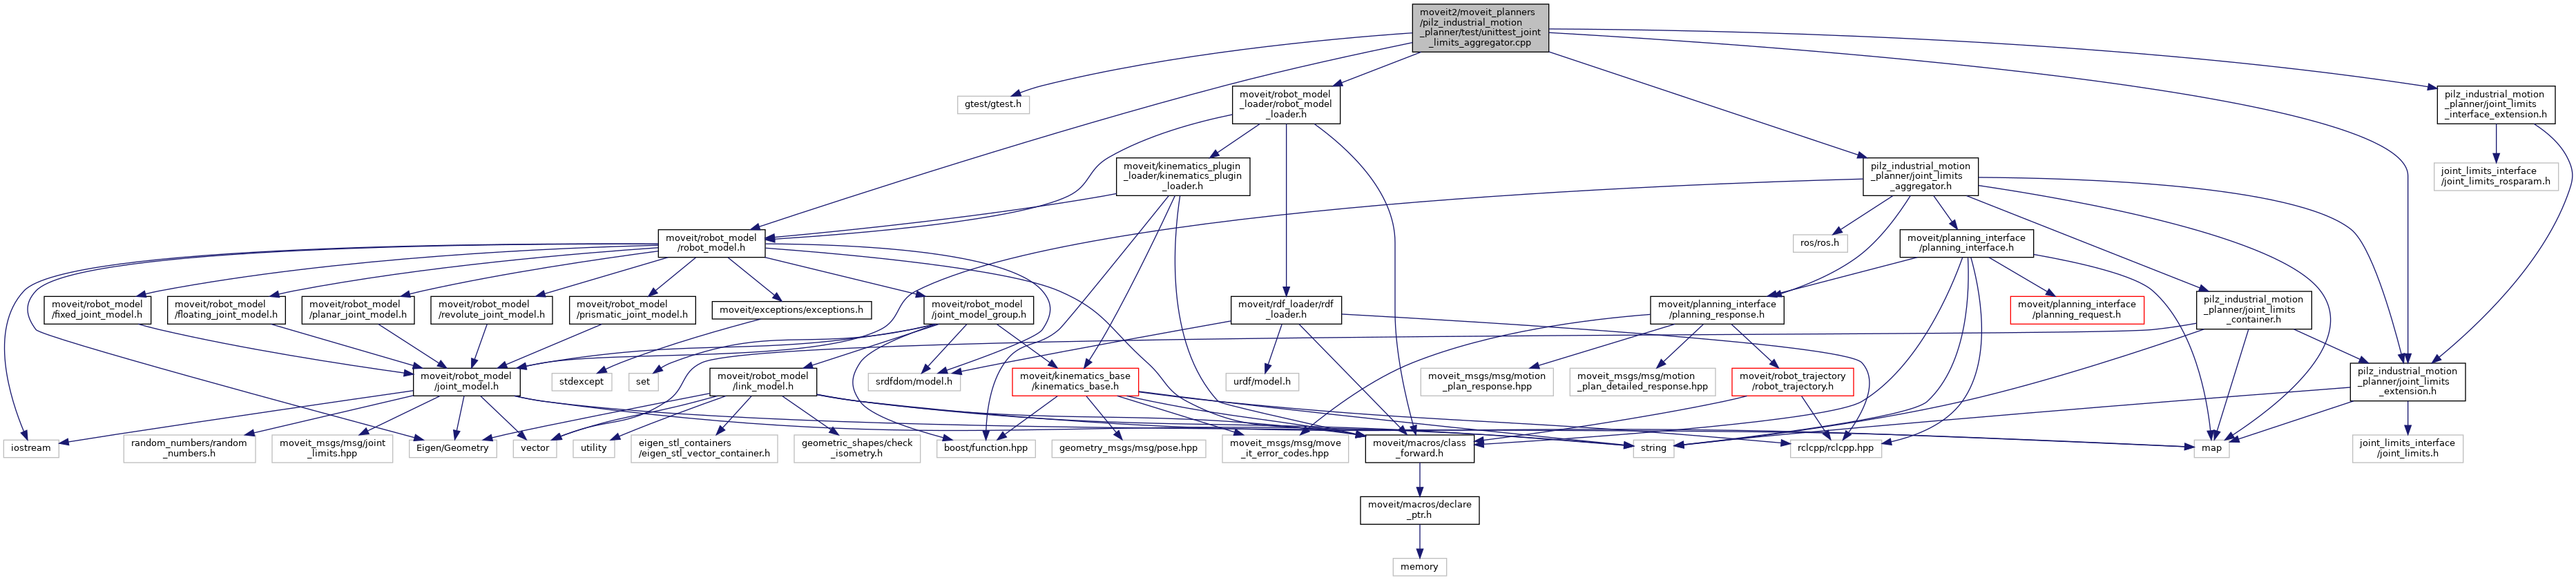 moveit2/moveit_planners
/pilz_industrial_motion
_planner/test/unittest_joint
_limits_aggregator.cpp
gtest/gtest.h
moveit/robot_model
_loader/robot_model
_loader.h
pilz_industrial_motion
_planner/joint_limits
_interface_extension.h
moveit/kinematics_plugin
_loader/kinematics_plugin
_loader.h
pilz_industrial_motion
_planner/joint_limits
_aggregator.h
joint_limits_interface
/joint_limits_rosparam.h
moveit/robot_model
/robot_model.h
ros/ros.h
moveit/planning_interface
/planning_interface.h
moveit/robot_model
/fixed_joint_model.h
moveit/robot_model
/floating_joint_model.h
moveit/robot_model
/planar_joint_model.h
moveit/robot_model
/revolute_joint_model.h
moveit/robot_model
/prismatic_joint_model.h
moveit/exceptions/exceptions.h
moveit/robot_model
/joint_model_group.h
moveit/rdf_loader/rdf
_loader.h
moveit/planning_interface
/planning_response.h
moveit/planning_interface
/planning_request.h
pilz_industrial_motion
_planner/joint_limits
_container.h
moveit/robot_model
/joint_model.h
stdexcept
set
moveit/robot_model
/link_model.h
srdfdom/model.h
moveit/kinematics_base
/kinematics_base.h
urdf/model.h
moveit_msgs/msg/motion
_plan_response.hpp
moveit_msgs/msg/motion
_plan_detailed_response.hpp
moveit/robot_trajectory
/robot_trajectory.h
pilz_industrial_motion
_planner/joint_limits
_extension.h
iostream
random_numbers/random
_numbers.h
moveit_msgs/msg/joint
_limits.hpp
Eigen/Geometry
vector
utility
eigen_stl_containers
/eigen_stl_vector_container.h
geometric_shapes/check
_isometry.h
boost/function.hpp
geometry_msgs/msg/pose.hpp
moveit_msgs/msg/move
_it_error_codes.hpp
moveit/macros/class
_forward.h
string
rclcpp/rclcpp.hpp
map
joint_limits_interface
/joint_limits.h
moveit/macros/declare
_ptr.h
memory